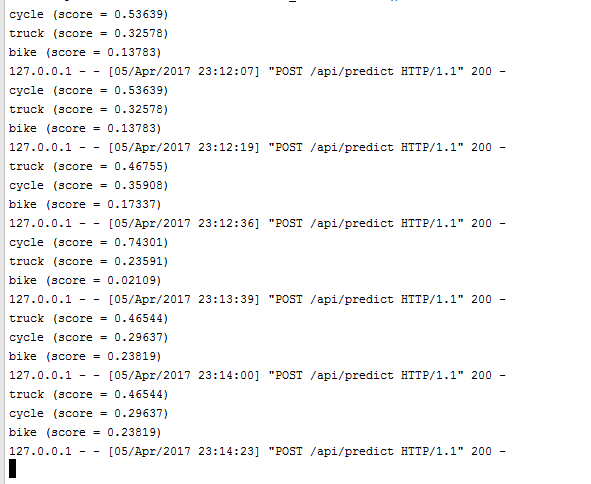 cycle (score = 0.53639)
truck (score = 0.32578)
bike (score = 0.13783)
127.0.0.1 - - [05/Apr/2017 23:12:07] "POST /api/predict HTTP/1.1" 200 -
cycle (score = 0.53639)
truck (score = 0.32578)
bike (score = 0.13783)
127.0.0.1 - - [05/Apr/2017 23:12:19] "POST /api/predict HTTP/1.1" 200 -
truck (score = 0.46755)
cycle (score = 0.35908)
bike (score = 0.17337)
127.0.0.1 - - [05/Apr/2017 23:12:36] "POST /api/predict HTTP/1.1" 200 -
cycle (score = 0.74301)
truck (score = 0.23591)
bike (score = 0.02109)
127.0.0.1 - - [05/Apr/2017 23:13:39] "POST /api/predict HTTP/1.1" 200 -
truck (score = 0.46544)
cycle (score = 0.29637)
bike (score = 0.23819)
127.0.0.1 - - [05/Apr/2017 23:14:00] "POST /api/predict HTTP/1.1" 200 -
truck (score = 0.46544)
cycle (score = 0.29637)
bike (score = 0.23819)
127.0.0.1 - - [05/Apr/2017 23:14:23] "POST /api/predict HTTP/1.1" 200 -